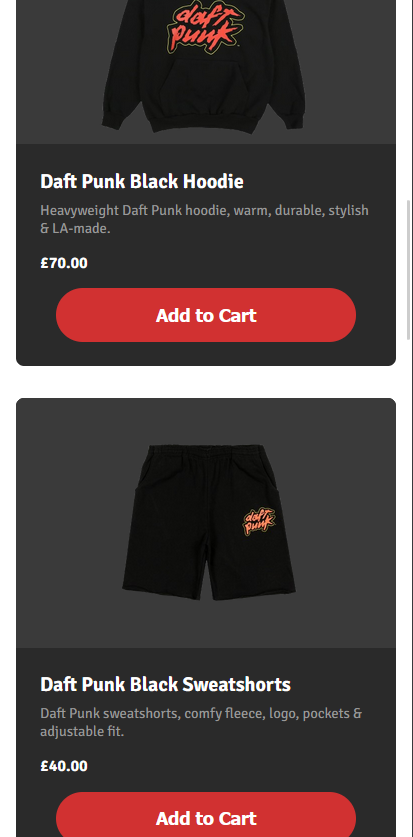 daft
punk
Daft Punk Black Hoodie
Heavyweight Daft Punk hoodie, warm, durable, stylish
& LA-made.
£70.00
Add to Cart
daft
punk
Daft Punk Black Sweatshorts
Daft Punk sweatshorts, comfy fleece, logo, pockets &
adjustable fit.
£40.00
Add to Cart